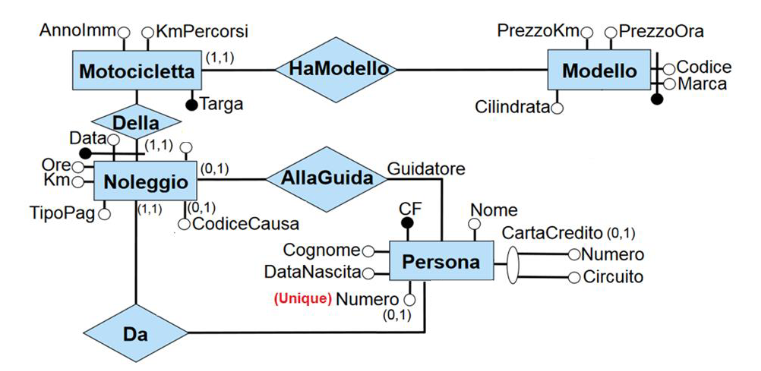 AnnoImm KmPercorsi
PrezzoKm PrezzoOra
(1,1)
Motocicletta HaModello Modello
Codice
Marca
Targa Cilindrata
Della
Data (1,1)
Ore (0,1)
Km Noleggio AllaGuida Guidatore
TipoPag (1,1) (0,1)
CodiceCausa
CF Nome
CartaCredito (0,1)
Cognome Numero
Persona
DataNascita Circuito
(Unique) Numero
(0,1)
Da